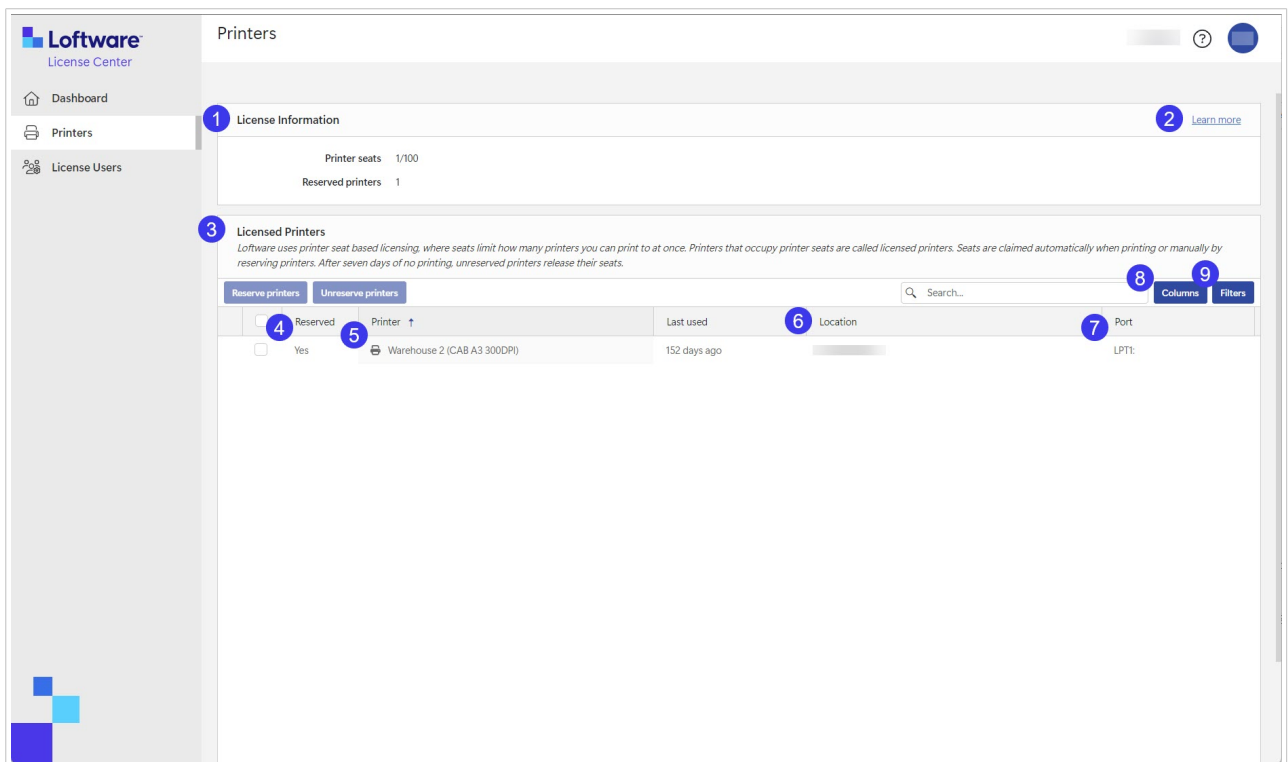 Loftware
License Center
Printers
Dashboard
Printers
License Users
1 License Information
2 Learn more
Printer seats 1/100
Reserved printers 1
3 Licensed Printers
Loftware uses printer seat based licensing, where seats limit how many printers you can print to at once. Printers that occupy printer seats are called licensed printers. Seats are claimed automatically when printing or manually by
reserving printers. After seven days of no printing, unreserved printers release their seats.
Reserve printers Unreserve printers Search... 8 Columns 9 Filters
4 Reserved 5 Printer ↑ Last used 6 Location 7 Port
Yes Warehouse 2 (CAB A3 300DPI) 152 days ago LPT1: